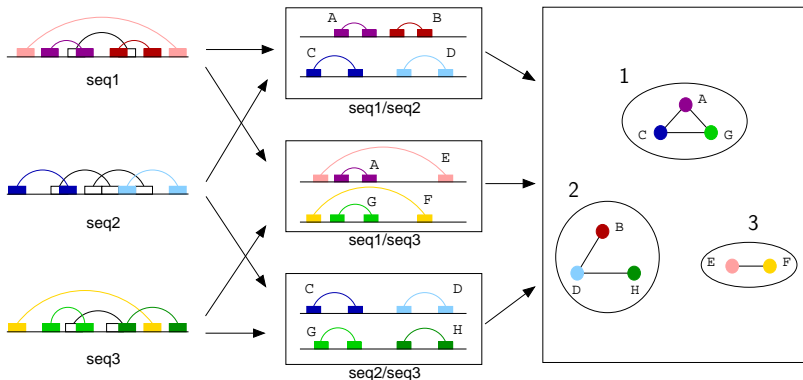 seq1
seq2
seq3
A B
C D
seq1/seq2
A E
G F
seq1/seq3
C D
G H
seq2/seq3
1
A
C G
2
B
D H
3
E F